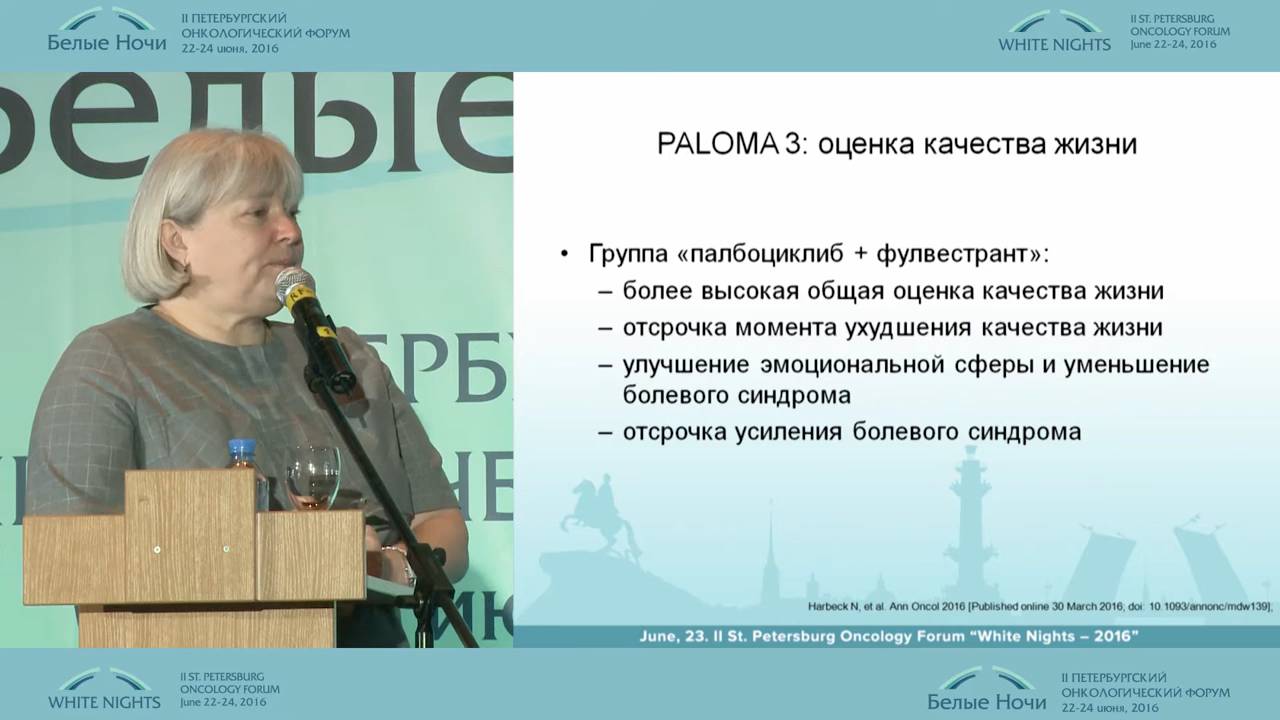 Белые Ночи
II ПЕТЕРБУРГСКИЙ
ОНКОЛОГИЧЕСКИЙ ФОРУМ
22-24 июня, 2016
WHITE NIGHTS
II ST. PETERSBURG
ONCOLOGY FORUM
June 22-24, 2016
Белые
PALOMA 3: оценка качества жизни
• Группа «палбоциклиб + фулвестрант»:
– более высокая общая оценка качества жизни
– отсрочка момента ухудшения качества жизни
– улучшение эмоциональной сферы и уменьшение
болевого синдрома
– отсрочка усиления болевого синдрома
Harbeck N, et al. Ann Oncol 2016 [Published online 30 March 2016; doi: 10.1093/annonc/mdw139];
June, 23. II St. Petersburg Oncology Forum “White Nights – 2016”
WHITE NIGHTS
II ST. PETERSBURG
ONCOLOGY FORUM
June 22-24, 2016
Белые Ночи
II ПЕТЕРБУРГСКИЙ
ОНКОЛОГИЧЕСКИЙ ФОРУМ
22-24 июня, 2016